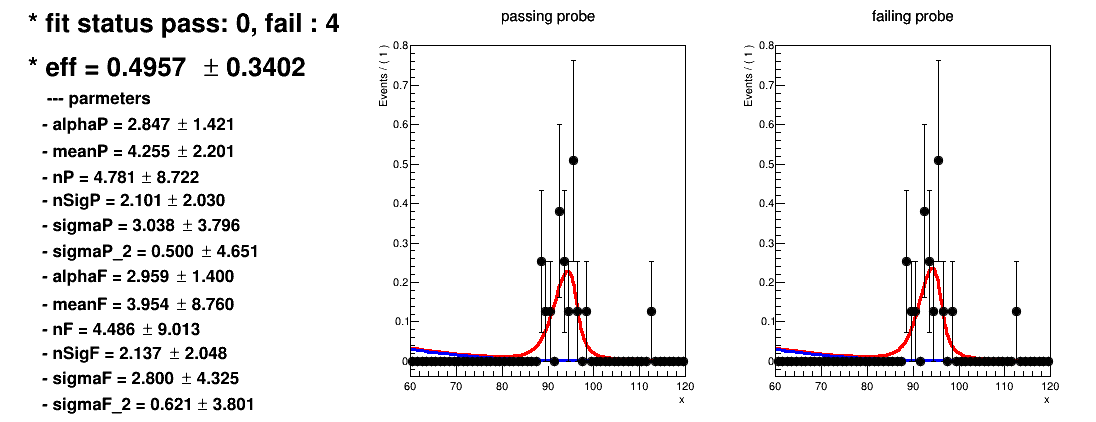 * fit status pass: 0, fail : 4
* eff = 0.4957 ± 0.3402
--- parmeters
- alphaP = 2.847 ± 1.421
- meanP = 4.255 ± 2.201
- nP = 4.781 ± 8.722
- nSigP = 2.101 ± 2.030
- sigmaP = 3.038 ± 3.796
- sigmaP_2 = 0.500 ± 4.651
- alphaF = 2.959 ± 1.400
- meanF = 3.954 ± 8.760
- nF = 4.486 ± 9.013
- nSigF = 2.137 ± 2.048
- sigmaF = 2.800 ± 4.325
- sigmaF_2 = 0.621 ± 3.801
passing probe
Events / ( 1 )
0.8
0.7
0.6
0.5
0.4
0.3
0.2
0.1
0
60 70 80 90 100 110 120
x
failing probe
Events / ( 1 )
0.8
0.7
0.6
0.5
0.4
0.3
0.2
0.1
0
60 70 80 90 100 110 120
x